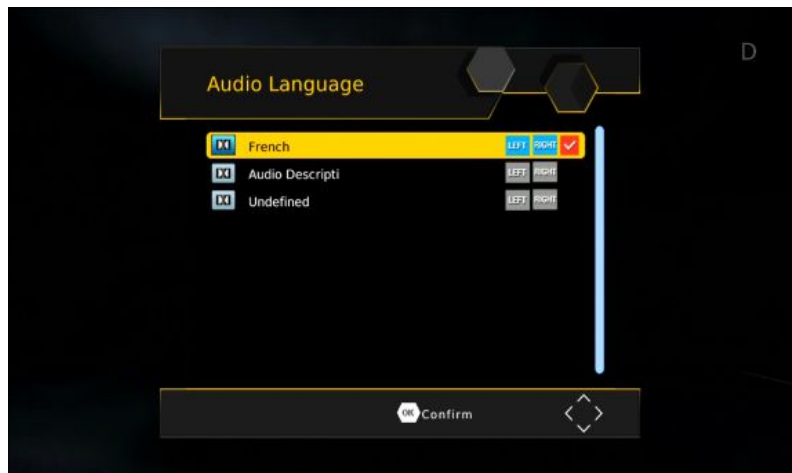 D
Audio Language
French LEFT RIGHT
Audio Descripti LEFT RIGHT
Undefined LEFT RIGHT
OK Confirm